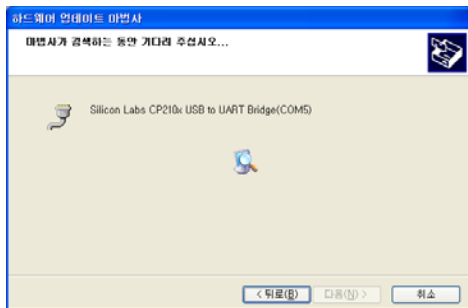 하드웨어 업데이트 마법사
마법사가 검색하는 동안 기다려 주십시오...
Silicon Labs CP210x USB to UART Bridge(COM5)
< 뒤로(B)
다음(N) >
취소